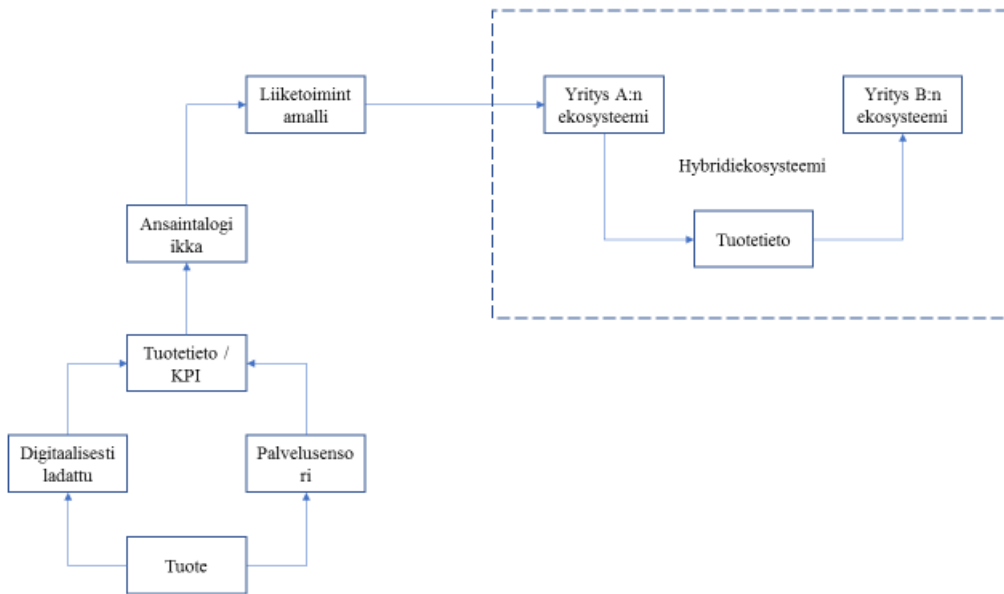 Liiketoimint
amalli
Yritys A:n
ekosysteemi
Yritys B:n
ekosysteemi
Hybridiekosysteemi
Tuotetieto
Ansaintalogi
ikka
Tuotetieto /
KPI
Digitaalisesti
ladattu
Palvelusenso
ri
Tuote